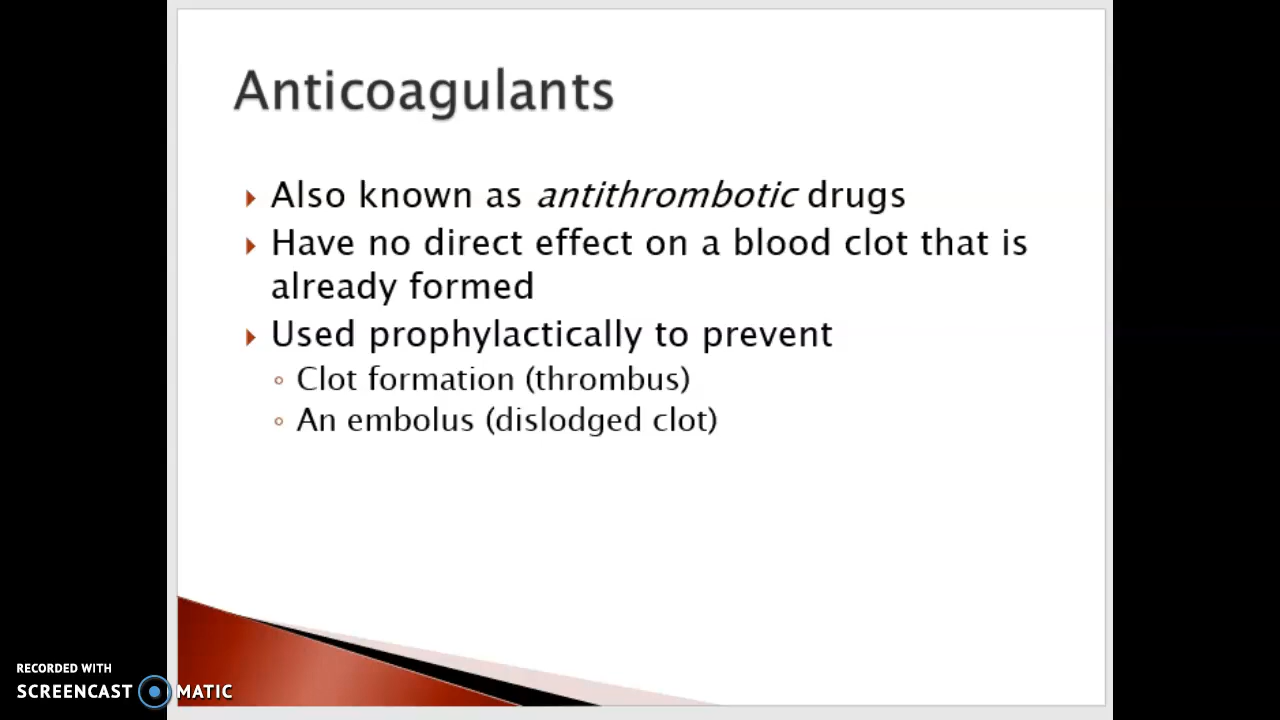 Anticoagulants
Also known as antithrombotic drugs
Have no direct effect on a blood clot that is
already formed
Used prophylactically to prevent
Clot formation (thrombus)
An embolus (dislodged clot)
RECORDED WITH
SCREENCAST MATIC